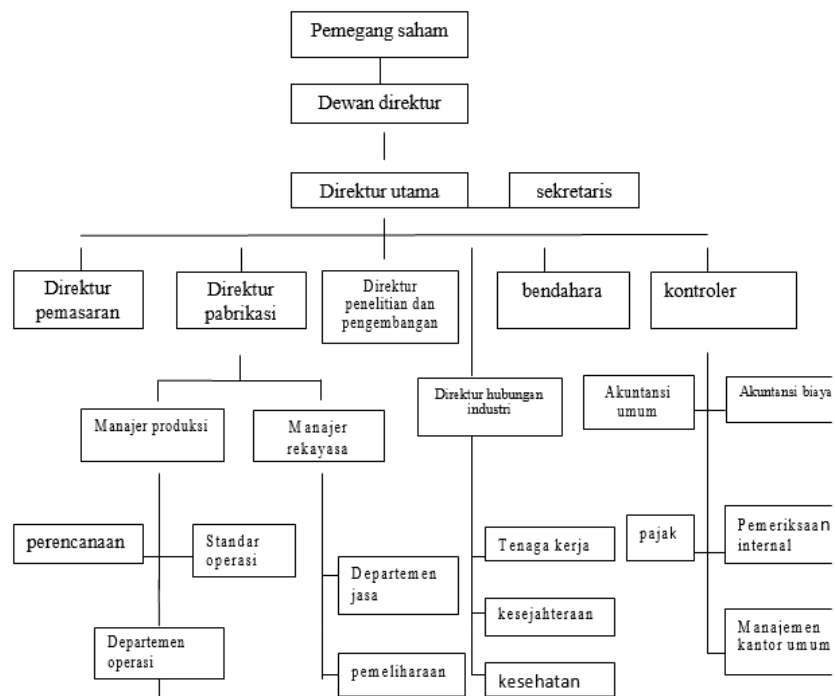 Pemegang saham
Dewan direktur
Direktur utama
sekretaris
Direktur
pemasaran
Direktur
pabrikasi
Direktur
penelitian dan
pengembangan
bendahara
kontroler
Manajer produksi
Manajer
rekayasa
Direktur hubungan
industri
Akuntansi
umum
Akuntansi biaya
perencanaan
Standar
operasi
Tenaga kerja
pajak
Pemeriksaan
internal
Departemen
jasa
kesejahteraan
Departemen
operasi
pemeliharaan
kesehatan
Manajemen
kantor umum